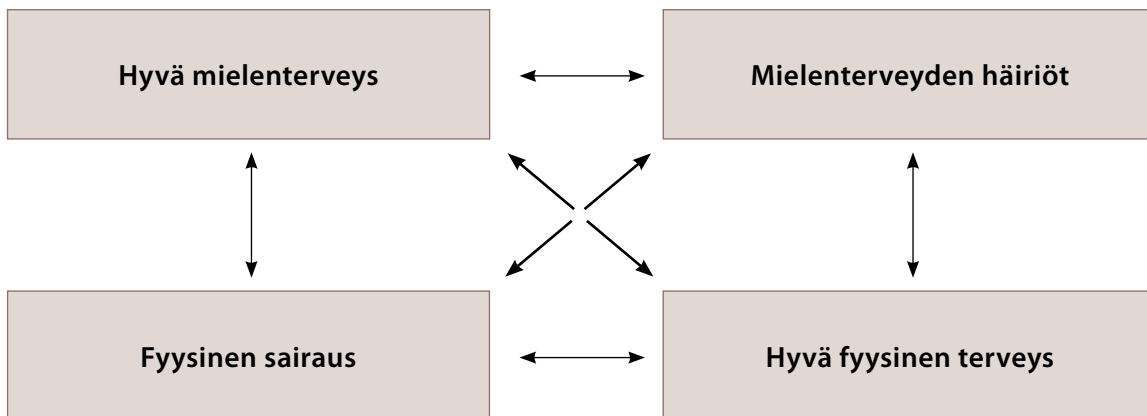 Hyvä mielenterveys
Mielenterveyden häiriöt
Fyysinen sairaus
Hyvä fyysinen terveys